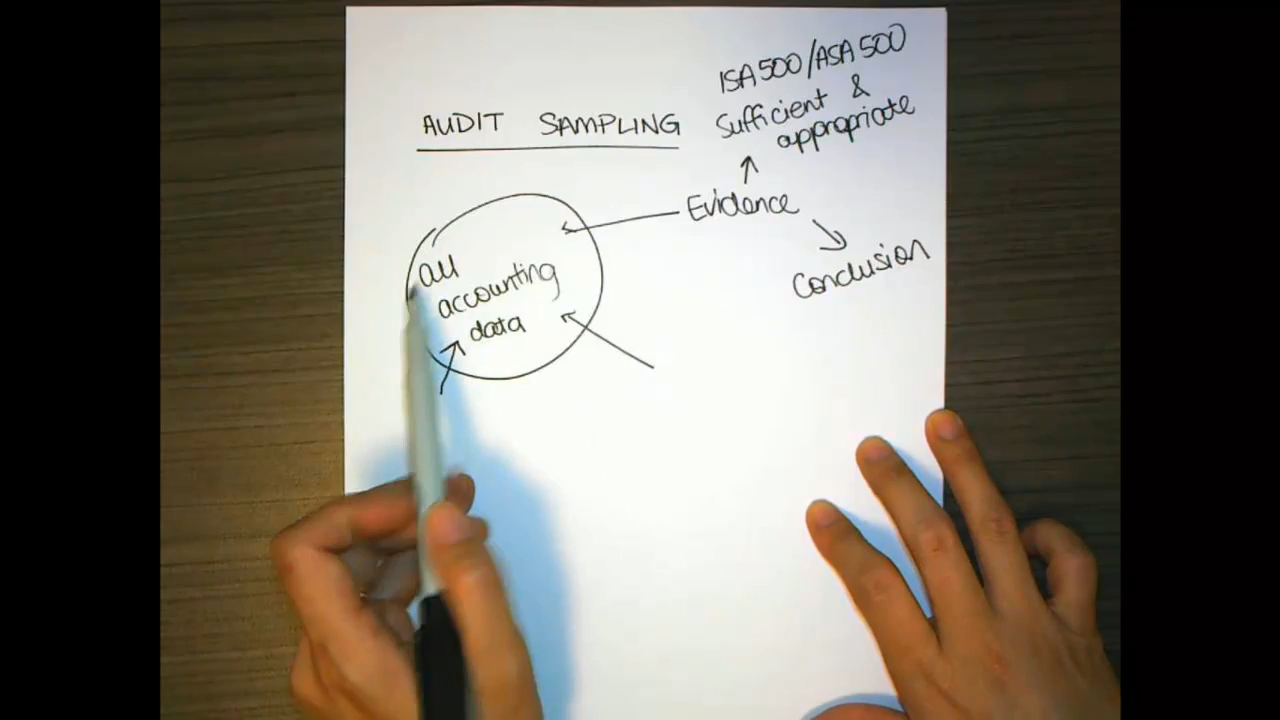 AUDIT SAMPLING
ISA 500/ASA 500
Sufficient &
appropriate
Evidence
Conclusion
all
accounting
data